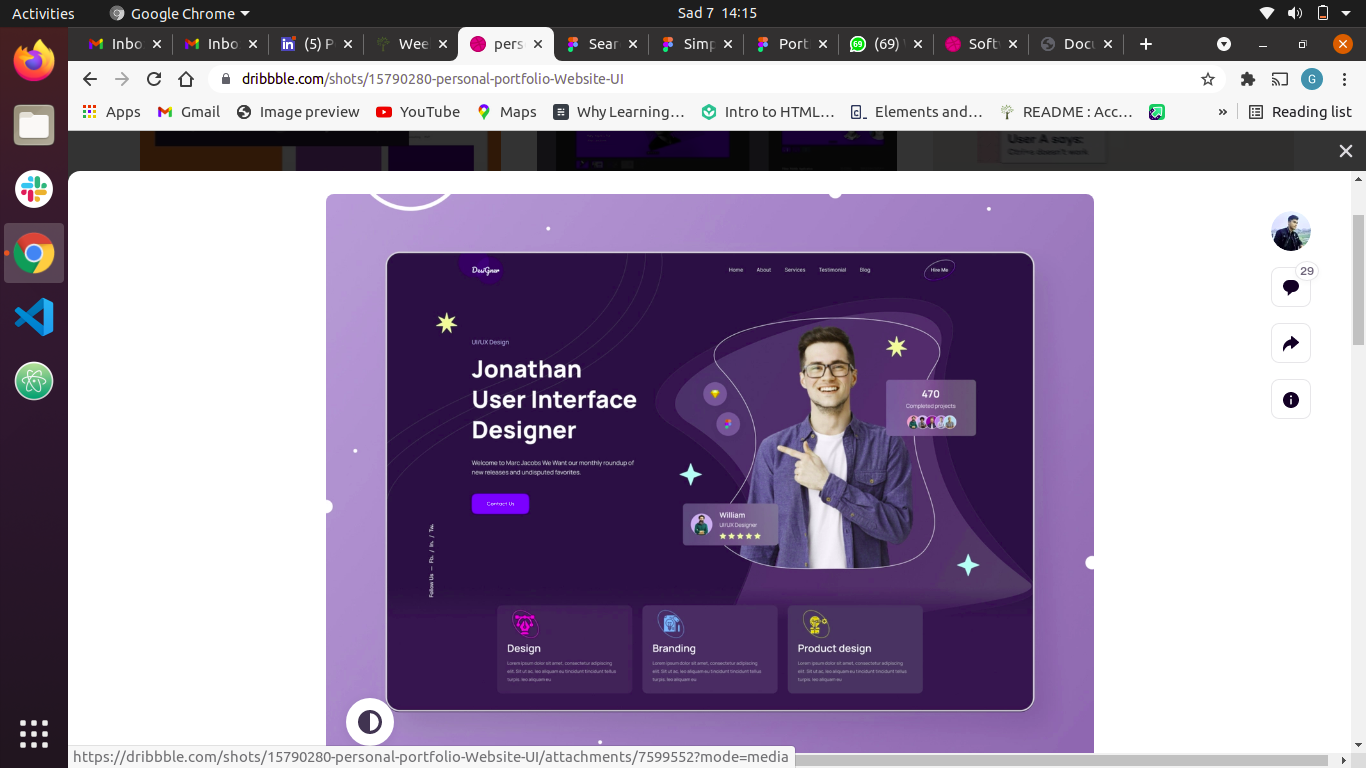 Activities
Google Chrome
Sad 7 14:15
Inbo
Inbo
(5) P
Wee
pers
Sear
Simp
Port
(69)
Soft
Docu
dribbble.com/shots/15790280-personal-portfolio-Website-UI
G
Apps
Gmail
Image preview
YouTube
Maps
Why Learning…
Intro to HTML…
Elements and…
README : Acc…
»
Reading list
User A says:
Ctrl+s doesn't work
29
DesiGner
Home
About
Services
Testimonial
Blog
Hire Me
UI/UX Design
Jonathan
User Interface
Designer
Welcome to Marc Jacobs We Want our monthly roundup of
new releases and undisputed favorites.
Contact Us
470
Completed projects
William
UI/UX Designer
Follow Us — Fb. / In. / Tw.
Design
Lorem ipsum dolor sit amet, consectetur adipiscing
elit. Sit ut ac, leo aliquam eu tincidunt tincidunt tellus
turpis. leo aliquam eu
Branding
Lorem ipsum dolor sit amet, consectetur adipiscing
elit. Sit ut ac, leo aliquam eu tincidunt tincidunt tellus
turpis. leo aliquam eu
Product design
Lorem ipsum dolor sit amet, consectetur adipiscing
elit. Sit ut ac, leo aliquam eu tincidunt tincidunt tellus
turpis. leo aliquam eu
https://dribbble.com/shots/15790280-personal-portfolio-Website-UI/attachments/7599552?mode=media